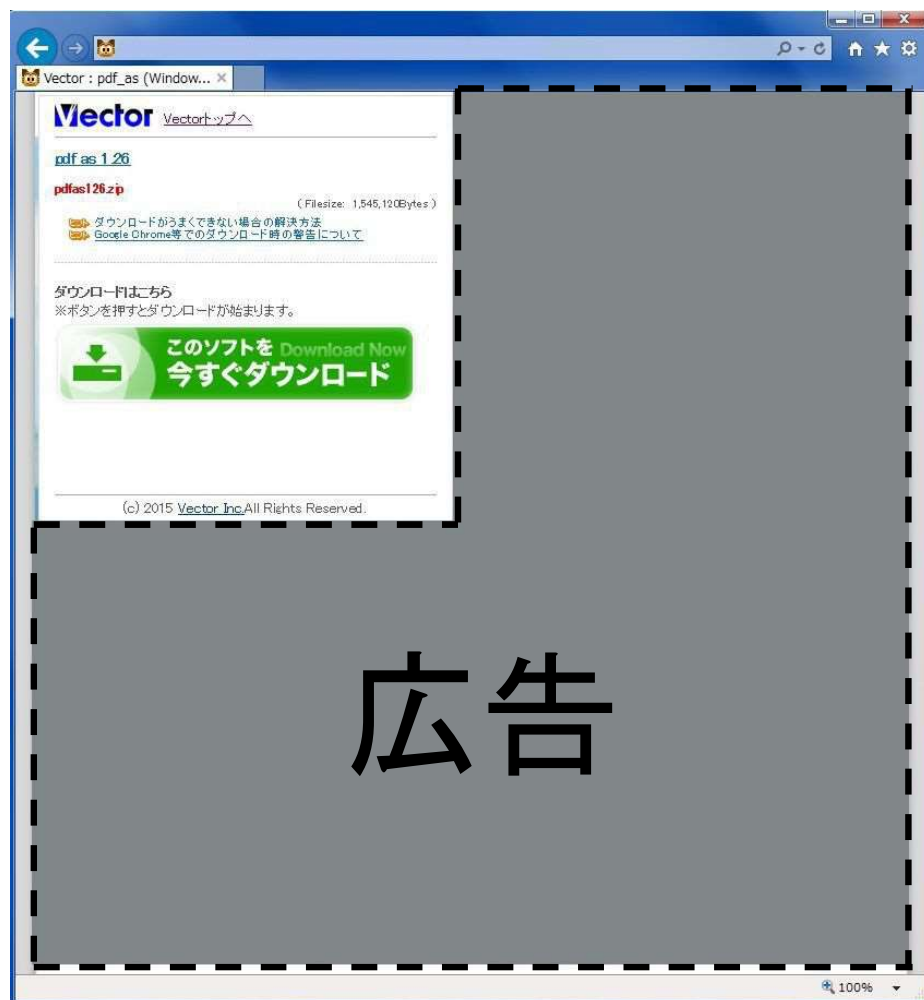 Vector : pdf_as (Window...
Vector Vectorトップへ
pdf as 1.26
pdfas126.zip
(Filesize: 1,545,120Bytes)
ダウンロードがうまくできない場合の解決方法
Google Chrome等でのダウンロード時の警告について
ダウンロードはこちら
※ボタンを押すとダウンロードが始まります。
このソフトを Download Now
今すぐダウンロード
(c) 2015 Vector Inc.All Rights Reserved.
広告
100%